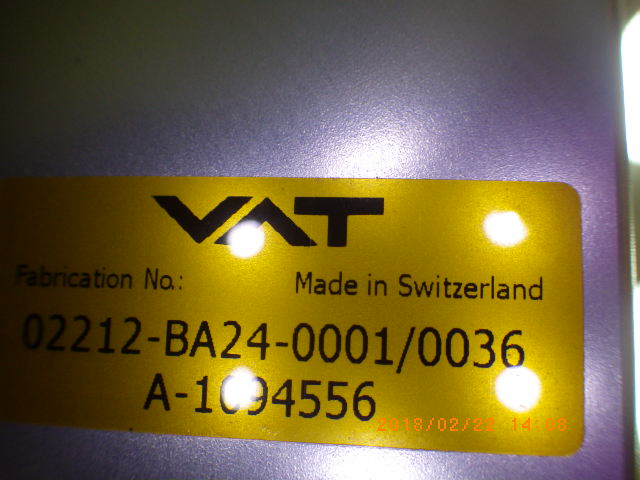 VAT
Fabrication No.: Made in Switzerland
02212-BA24-0001/0036
A-1094556
2018/02/22 14:08